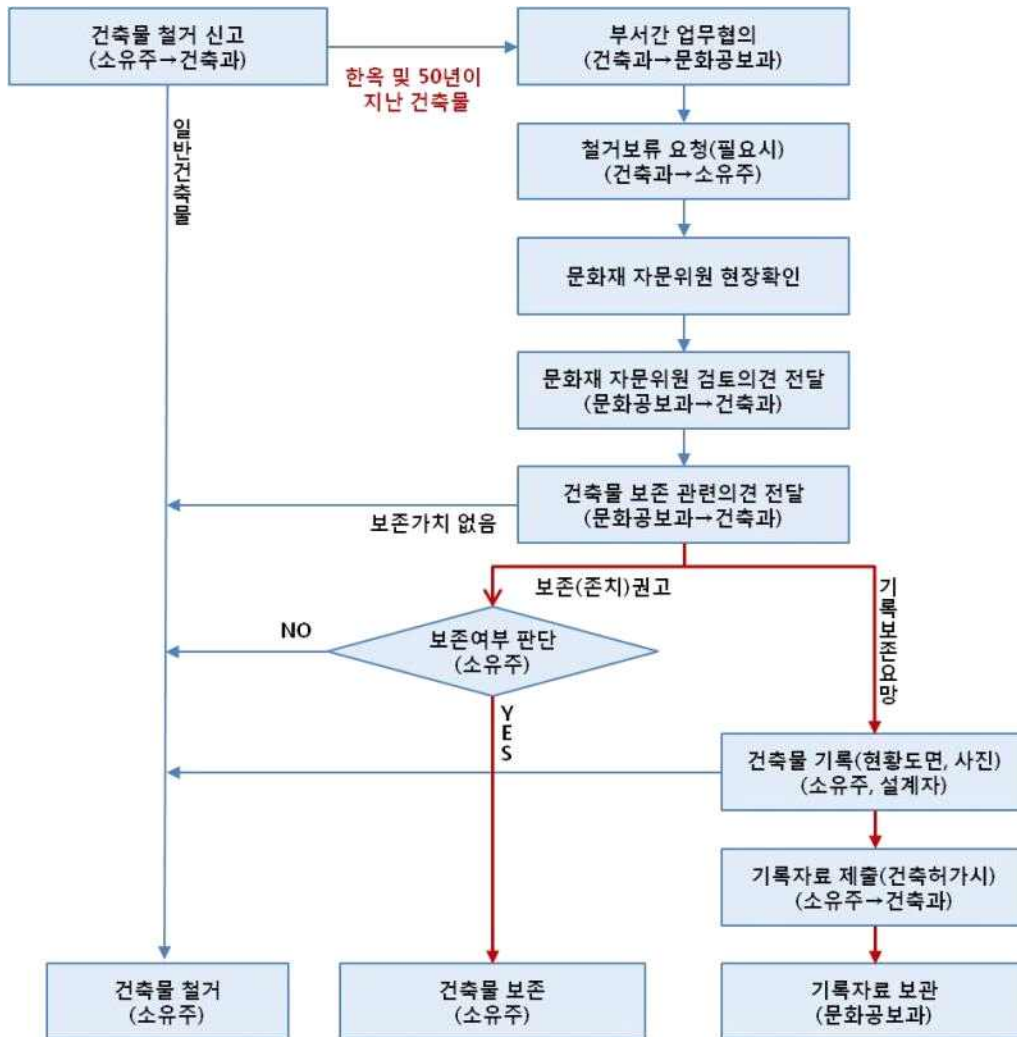 건축물 철거 신고
(소유주→건축과)
부서간 업무협의
(건축과→문화공보과)
한옥 및 50년이
지난 건축물
일반건축물
철거보류 요청(필요시)
(건축과→소유주)
문화재 자문위원 현장확인
문화재 자문위원 검토의견 전달
(문화공보과→건축과)
건축물 보존 관련의견 전달
(문화공보과→건축과)
보존가치 없음
보존(존치)권고
기록보존요망
NO
보존여부 판단
(소유주)
YES
건축물 기록(현황도면, 사진)
(소유주, 설계자)
기록자료 제출(건축허가시)
(소유주→건축과)
건축물 철거
(소유주)
건축물 보존
(소유주)
기록자료 보관
(문화공보과)